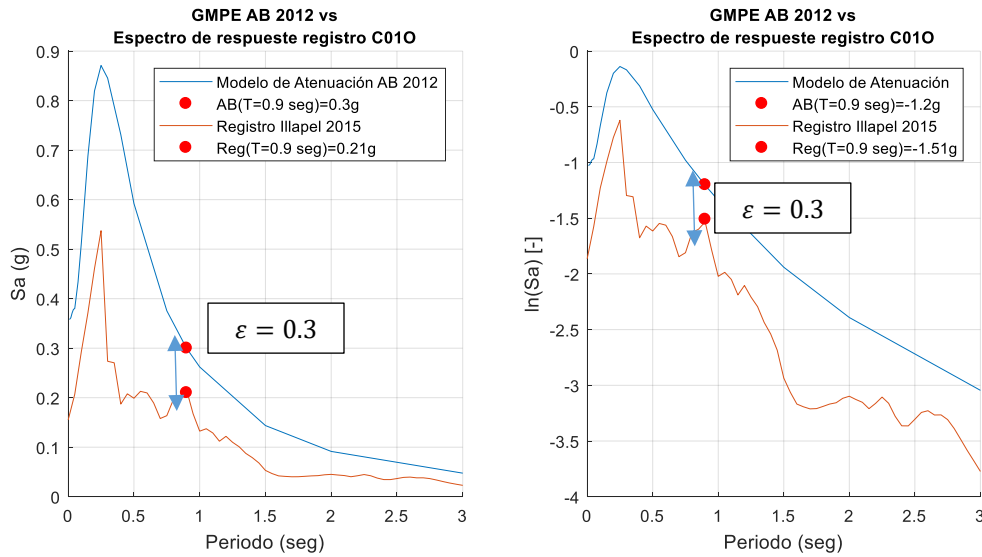 GMPE AB 2012 vs
Espectro de respueste registro C01O
0.9
0.8
0.7
0.6
0.5
0.4
0.3
0.2
0.1
0
Sa (g)
Modelo de Atenuación AB 2012
AB(T=0.9 seg)=0.3g
Registro Illapel 2015
Reg(T=0.9 seg)=0.21g
ε = 0.3
0 0.5 1 1.5 2 2.5 3
Periodo (seg)
GMPE AB 2012 vs
Espectro de respueste registro C01O
0
-0.5
-1
-1.5
-2
-2.5
-3
-3.5
-4
ln(Sa) [-]
Modelo de Atenuación
AB(T=0.9 seg)=-1.2g
Registro Illapel 2015
Reg(T=0.9 seg)=-1.51g
ε = 0.3
0 0.5 1 1.5 2 2.5 3
Periodo (seg)